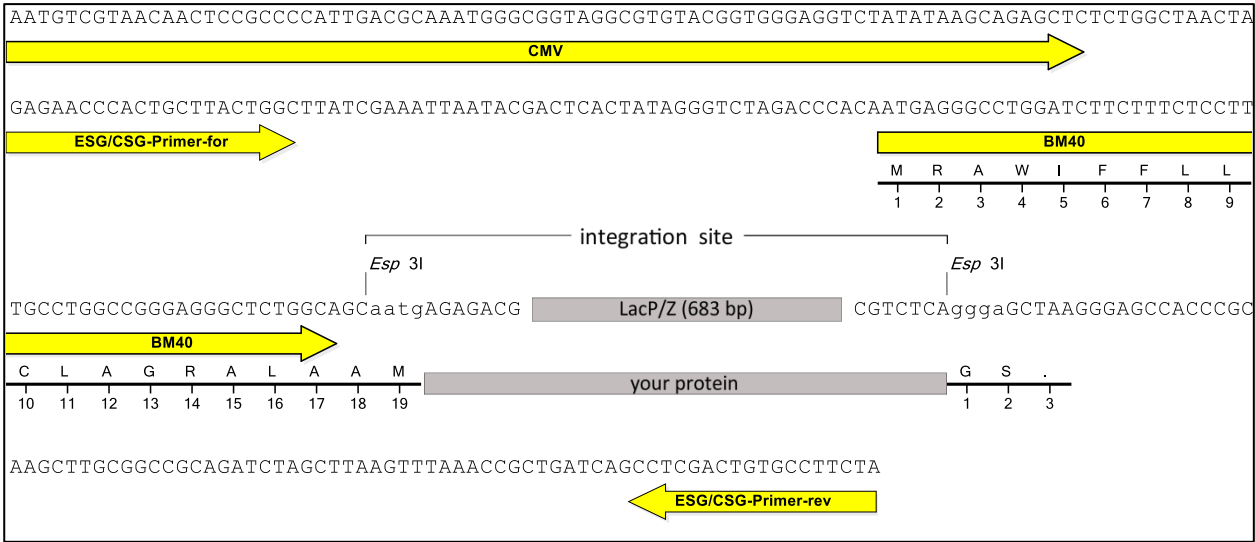 AATGTCGTAACAACTCCGCCCCATTGACGCAAATGGGCGGTAGGCGTGTACGGTGGGAGGTCTATATAAGCAGAGCTCTCTGGCTAACTA
CMV
GAGAACCCACTGCTTACTGGCTTATCGAAATTAATACGACTCACTATAGGGTCTAGACCCACAATGAGGGCCTGGATCTTCTTTCTCCTT
ESG/CSG-Primer-for BM40
M R A W I F F L L
1 2 3 4 5 6 7 8 9
integration site
Esp 3I Esp 3I
TGCCTGGCCGGGAGGGCTCTGGCAGCaatgAGAGACG LacP/Z (683 bp) CGTCTCAgggaGCTAAGGGAGCCACCCGC
BM40
C L A G R A L A A M your protein G S .
10 11 12 13 14 15 16 17 18 19 1 2 3
AAGCTTGCGGCCGCAGATCTAGCTTAAGTTTAAACCGCTGATCAGCCTCGACTGTGCCTTCTA
ESG/CSG-Primer-rev